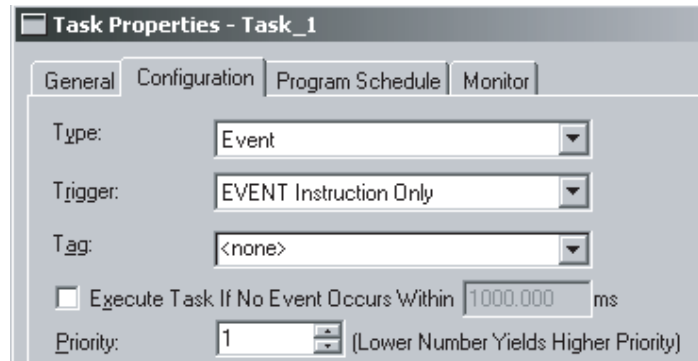 Task Properties - Task_1
General Configuration Program Schedule Monitor
Type: Event
Trigger: EVENT Instruction Only
Tag: <none>
Execute Task If No Event Occurs Within 1000.000 ms
Priority: 1 (Lower Number Yields Higher Priority)